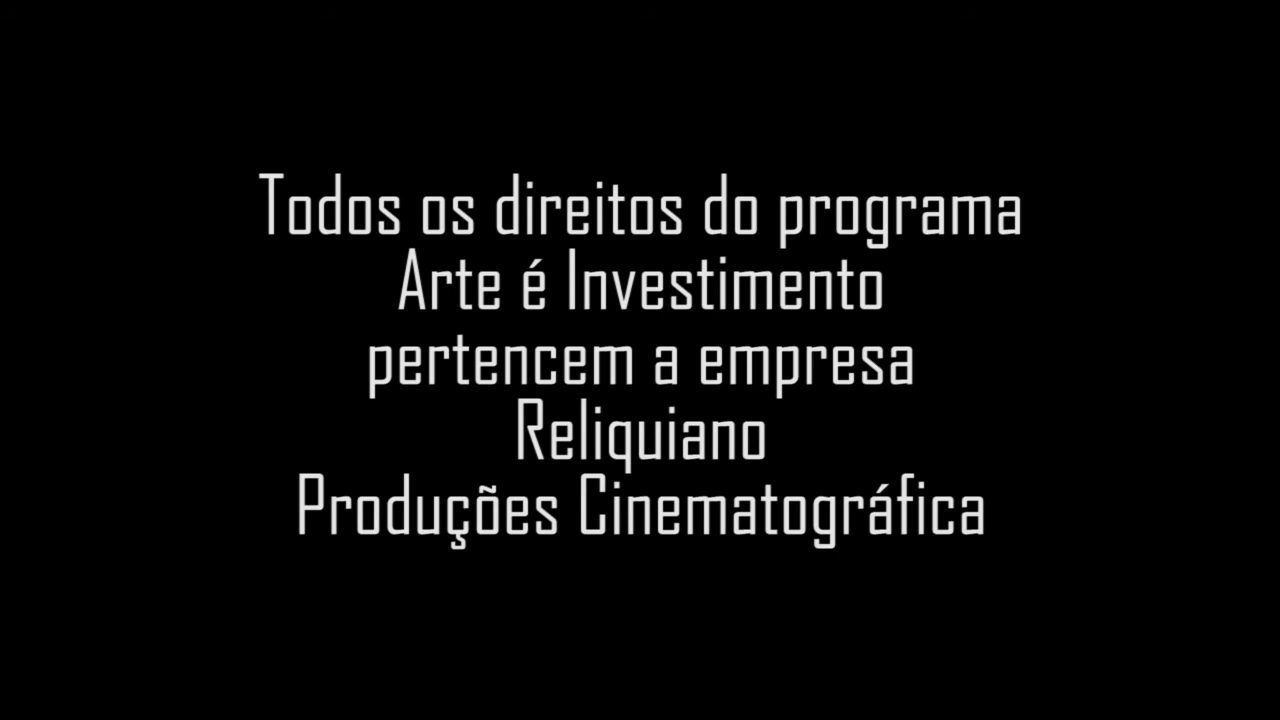 Todos os direitos do programa
Arte é Investimento
pertencem a empresa
Reliquiano
Produções Cinematográfica